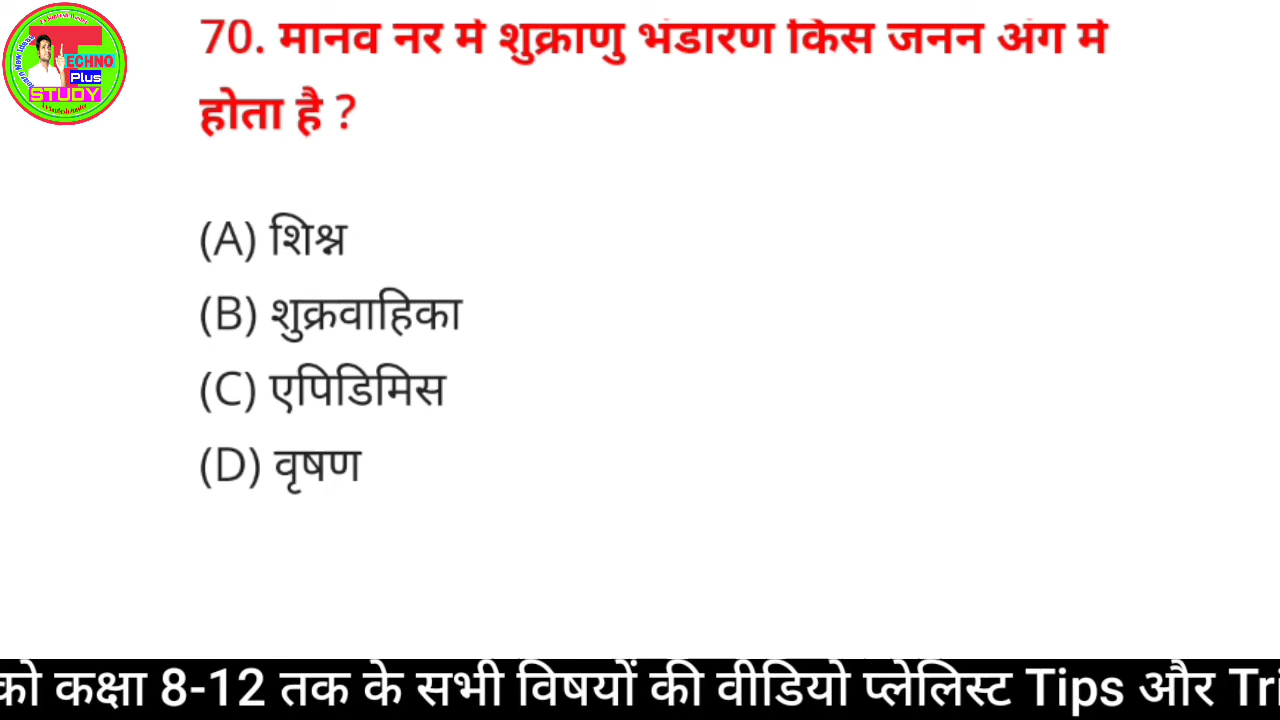 70. मानव नर में शुक्राणु भंडारण किस जनन अंग में
होता है ?
(A) शिश्न
(B) शुक्रवाहिका
(C) एपिडिमिस
(D) वृषण
ECHNO
Plus
STUDY
को कक्षा 8-12 तक के सभी विषयों की वीडियो प्लेलिस्ट Tips और Tri